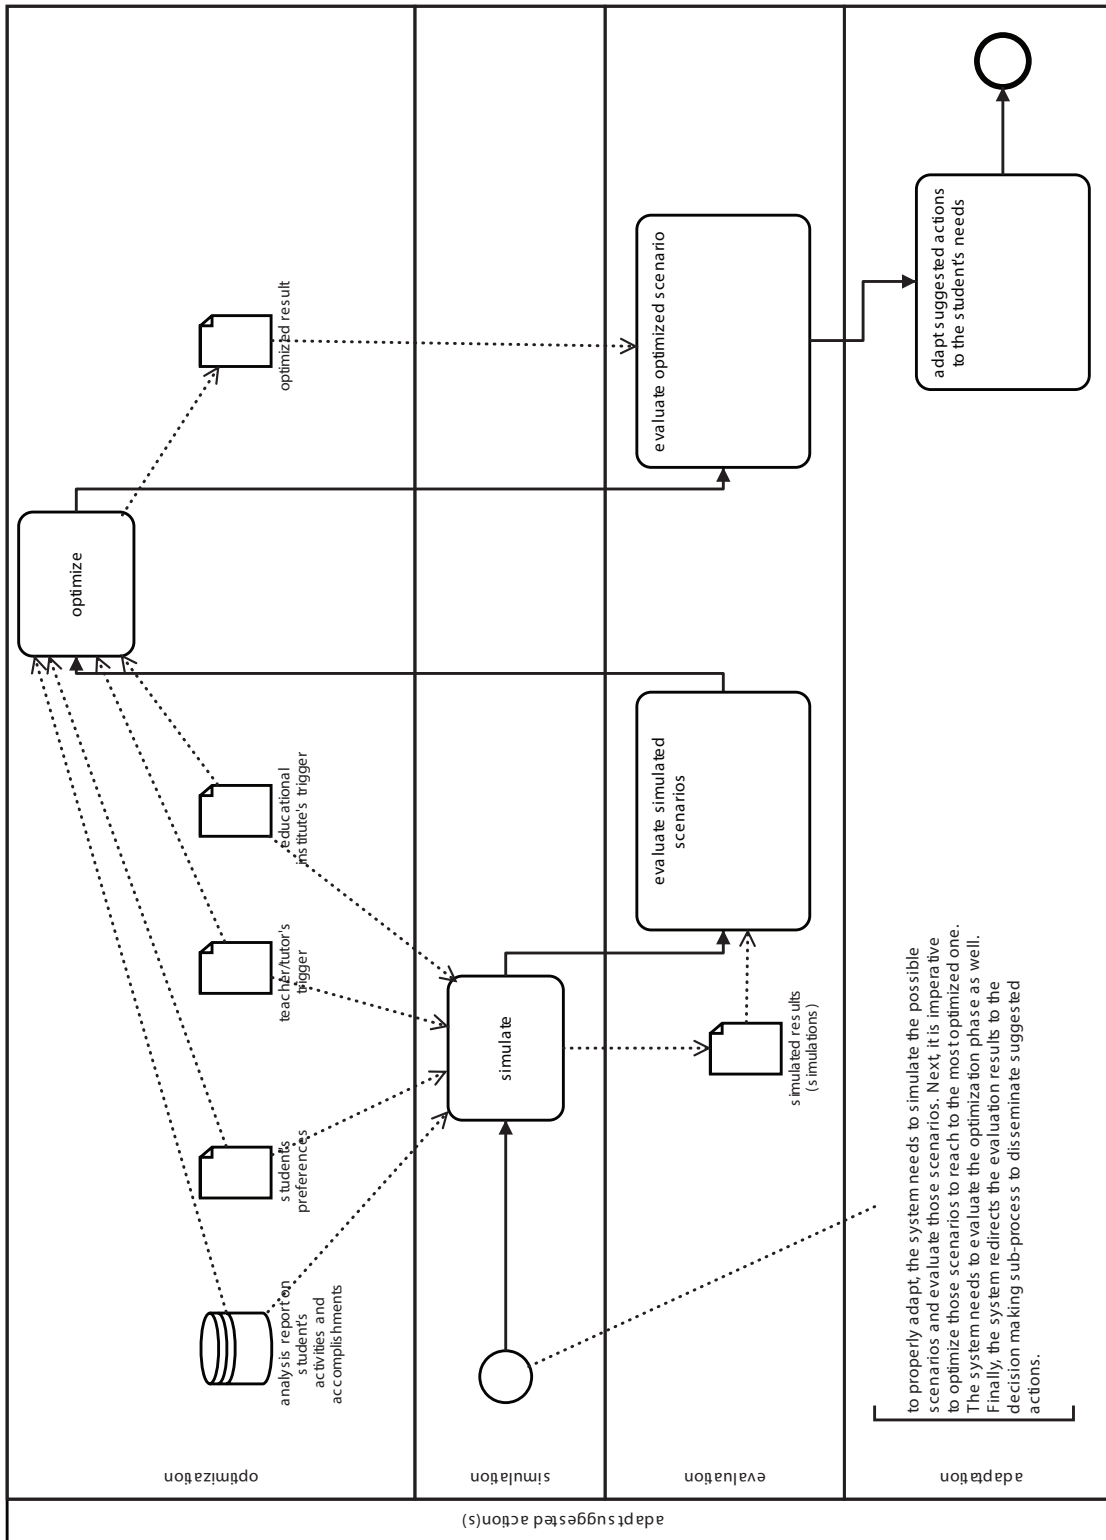 adapt suggested action(s)
optimization
simulation
evaluation
adaptation
analysis report on
student's
activities and
accomplishments
student's
preferences
teacher/tutor's
trigger
educational
institute's trigger
optimize
optimized result
simulate
simulated results
(simulations)
evaluate simulated
scenarios
evaluate optimized scenario
adapt suggested actions
to the student's needs
to properly adapt, the system needs to simulate the possible
scenarios and evaluate those scenarios. Next, it is imperative
to optimize those scenarios to reach to the most optimized one.
The system needs to evaluate the optimization phase as well.
Finally, the system redirects the evaluation results to the
decision making sub-process to disseminate suggested
actions.